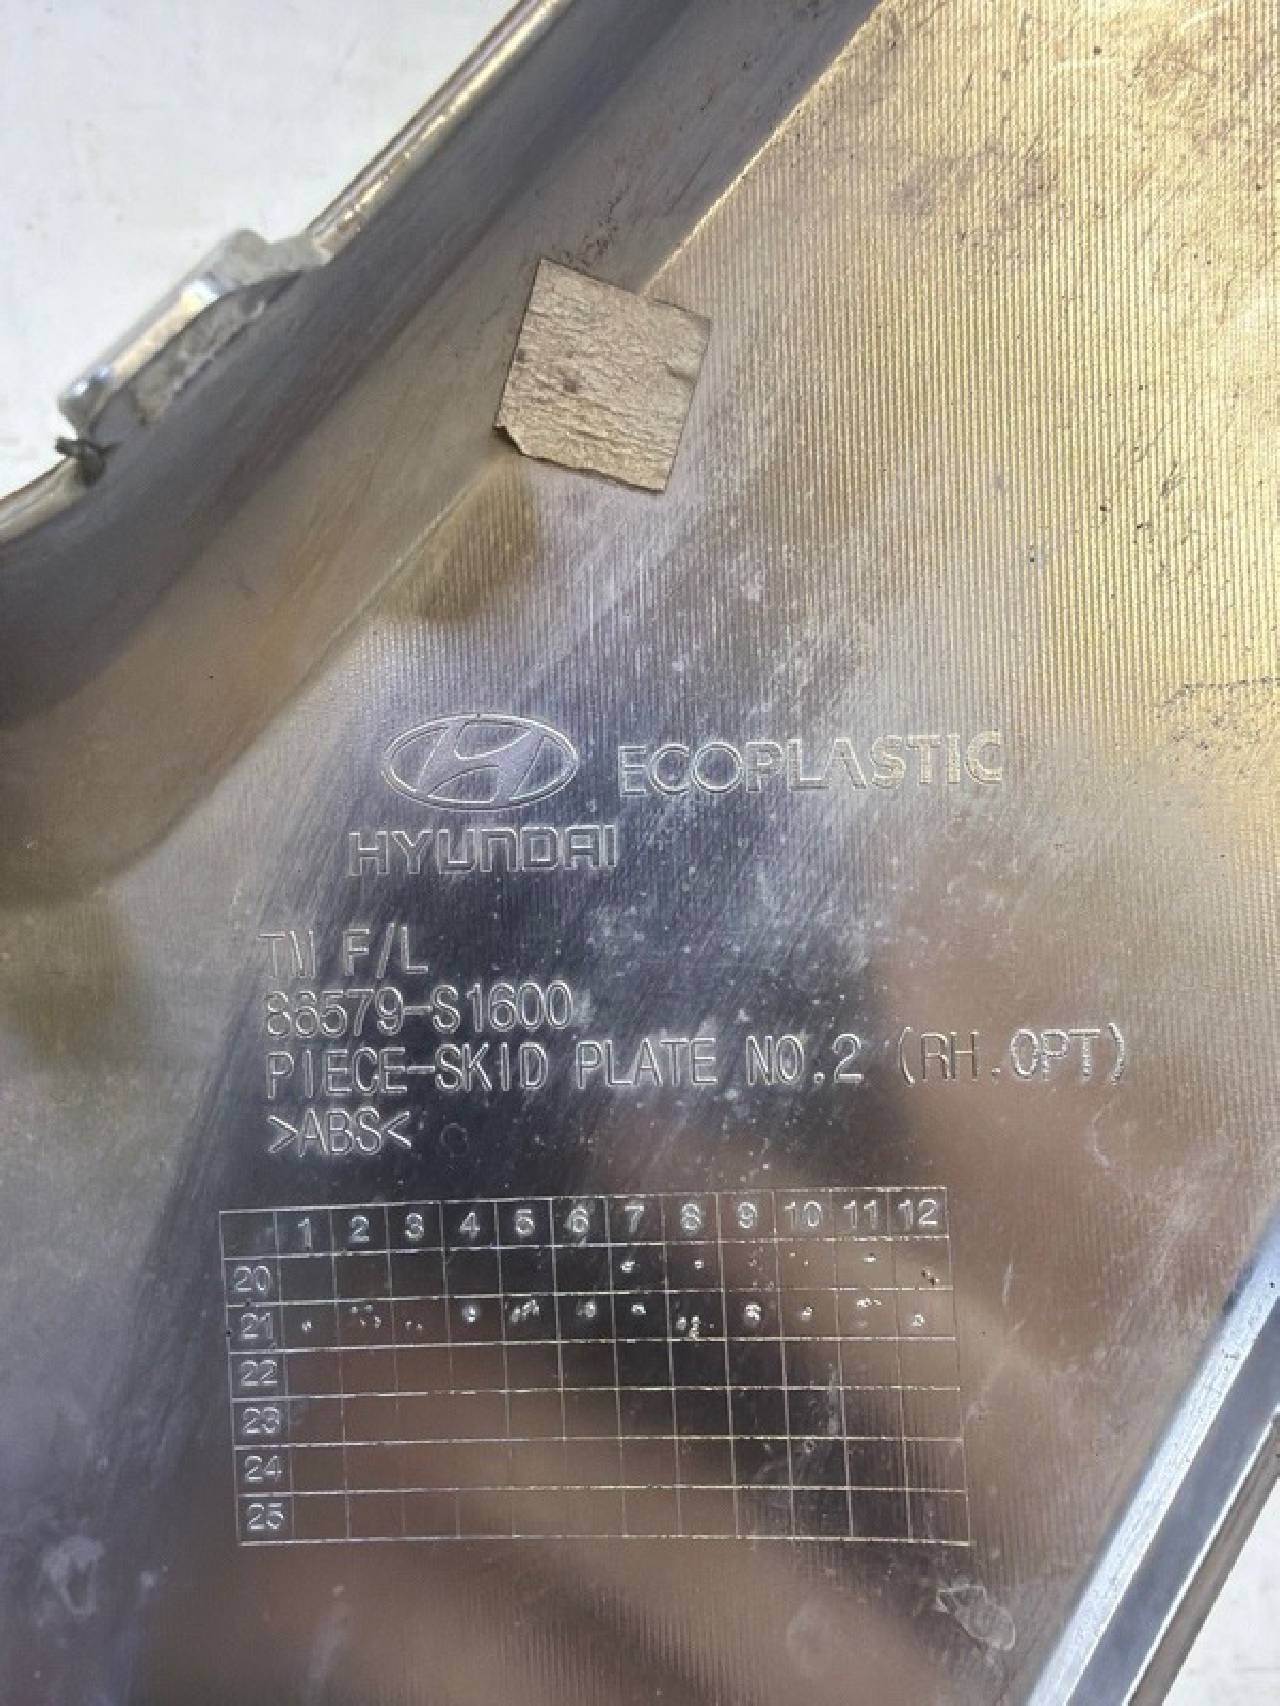 ECOPLASTIC
HYUNDAI
TM F/L
86579-S1600
PIECE-SKID PLATE NO.2 (RH.OPT)
>ABS<
1 2 3 4 5 6 7 8 9 10 11 12
20
21
22
23
24
25